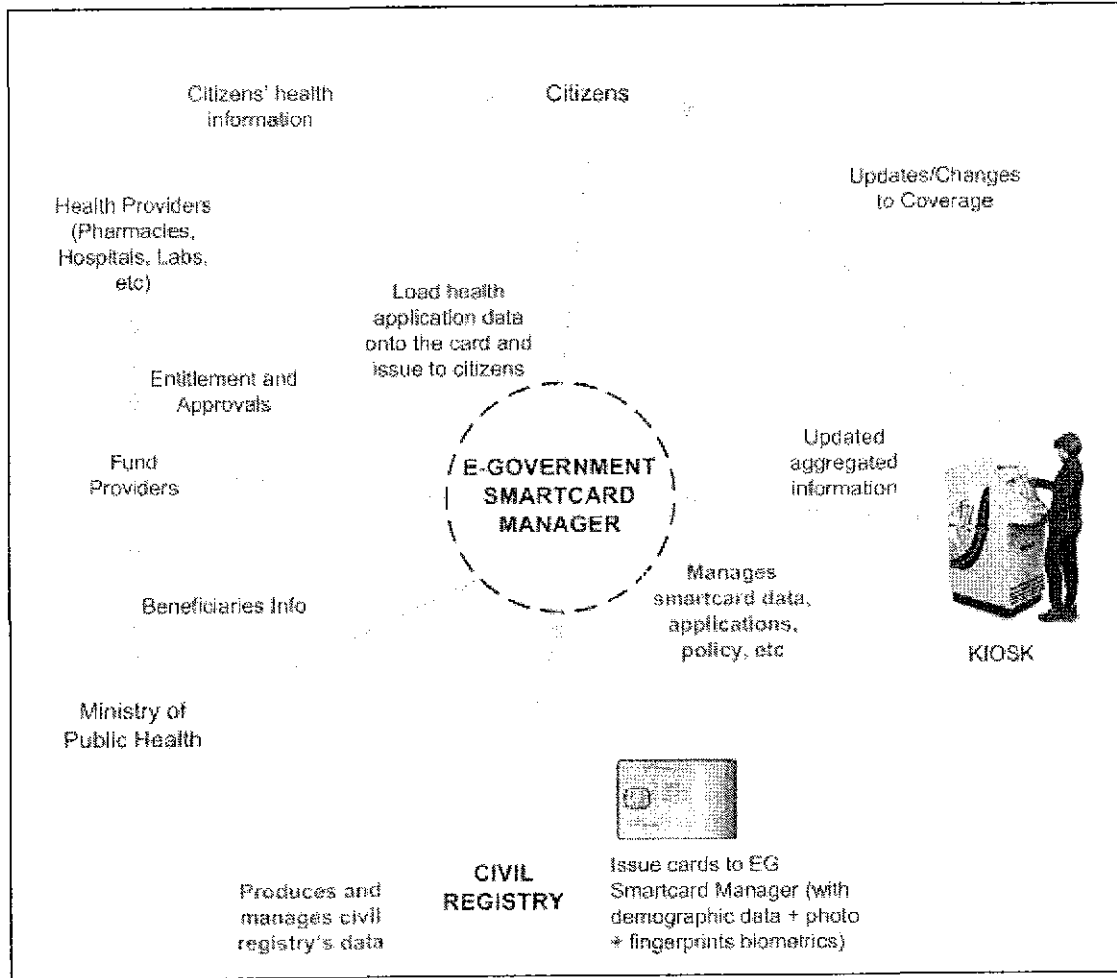 Citizens' health
information
Citizens
Updates/Changes
to Coverage
Health Providers
(Pharmacies,
Hospitals, Labs,
etc)
Load health
application data
onto the card and
issue to citizens
Entitlement and
Approvals
Fund
Providers
E-GOVERNMENT
SMARTCARD
MANAGER
Updated
aggregated
information
Beneficiaries Info
Manages
smartcard data,
applications,
policy, etc
KIOSK
Ministry of
Public Health
CIVIL
REGISTRY
Produces and
manages civil
registry's data
Issue cards to EG
Smartcard Manager (with
demographic data + photo
+ fingerprints biometrics)